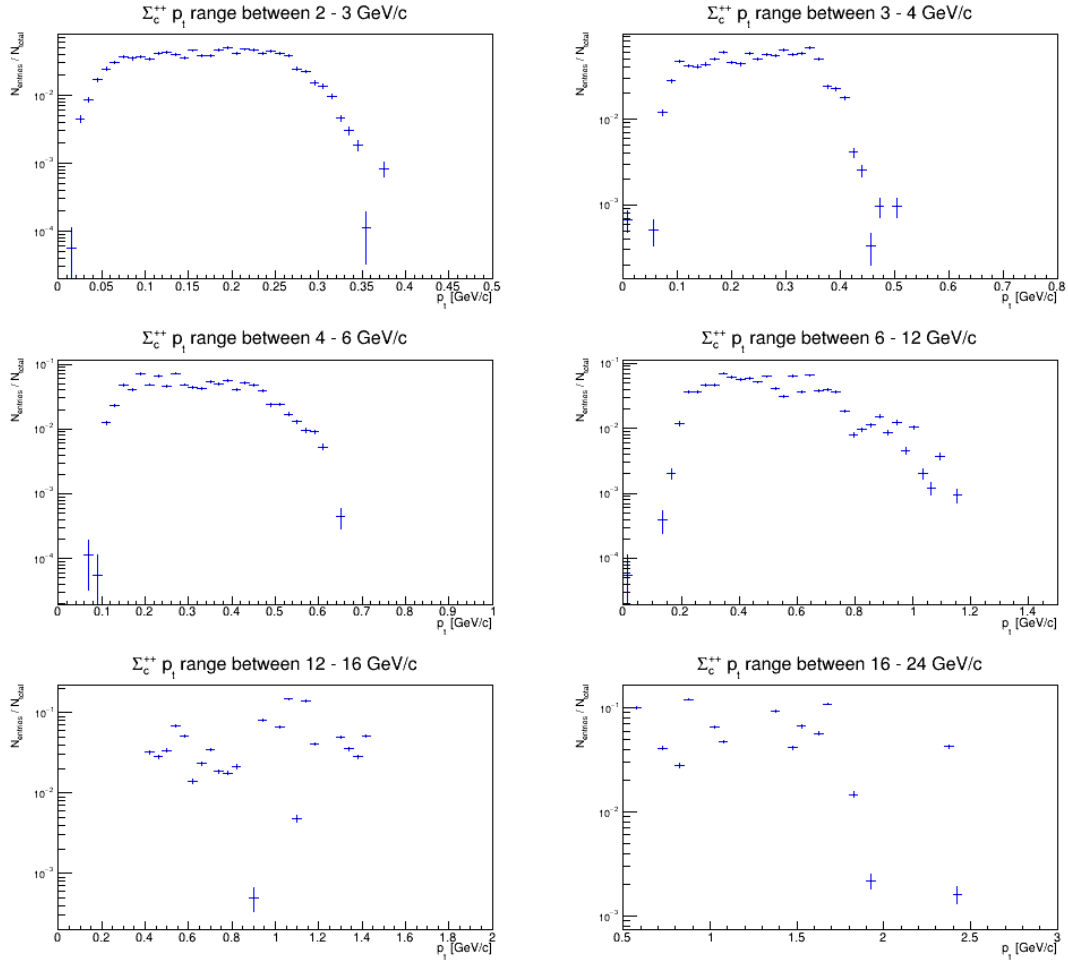 Σc++ pt range between 2 - 3 GeV/c
Nentries / Ntotal
10−2
10−3
10−4
0 0.05 0.1 0.15 0.2 0.25 0.3 0.35 0.4 0.45 0.5
pt [GeV/c]
Σc++ pt range between 3 - 4 GeV/c
Nentries / Ntotal
10−2
10−3
0 0.1 0.2 0.3 0.4 0.5 0.6 0.7 0.8
pt [GeV/c]
Σc++ pt range between 4 - 6 GeV/c
Nentries / Ntotal
10−1
10−2
10−3
10−4
0 0.1 0.2 0.3 0.4 0.5 0.6 0.7 0.8 0.9 1
pt [GeV/c]
Σc++ pt range between 6 - 12 GeV/c
Nentries / Ntotal
10−1
10−2
10−3
10−4
0 0.2 0.4 0.6 0.8 1 1.2 1.4
pt [GeV/c]
Σc++ pt range between 12 - 16 GeV/c
Nentries / Ntotal
10−1
10−2
10−3
0 0.2 0.4 0.6 0.8 1 1.2 1.4 1.6 1.8 2
pt [GeV/c]
Σc++ pt range between 16 - 24 GeV/c
Nentries / Ntotal
10−1
10−2
10−3
0.5 1 1.5 2 2.5 3
pt [GeV/c]